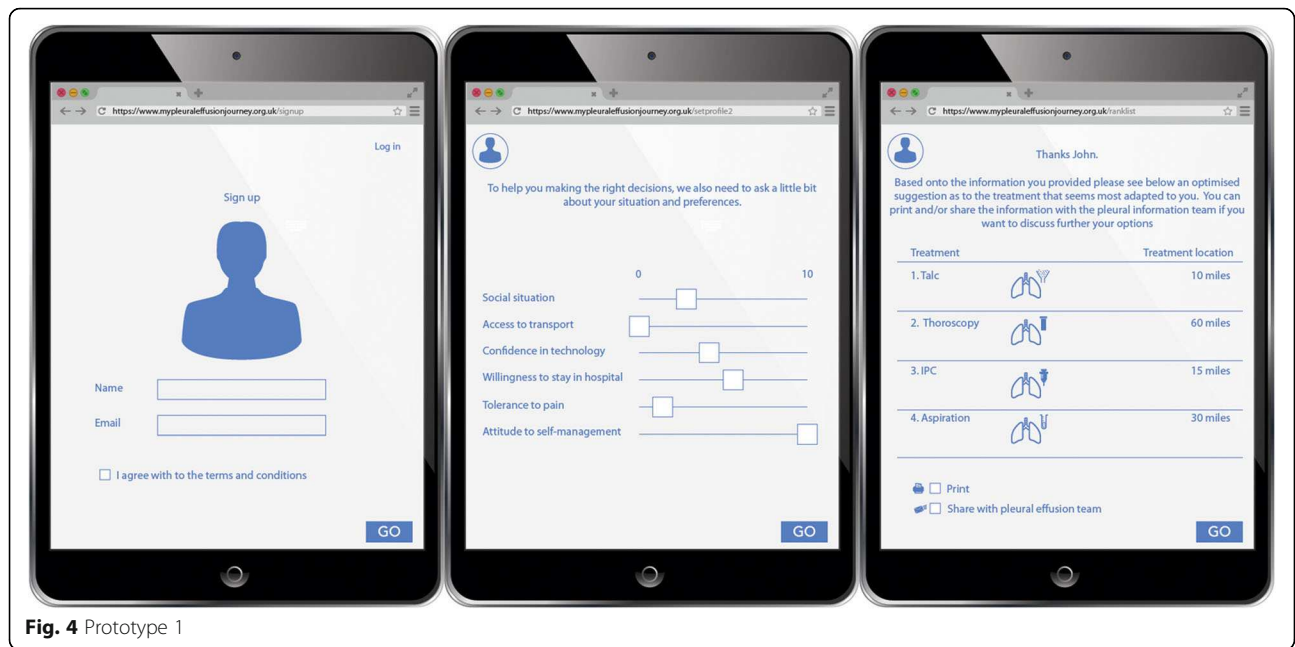 https://www.mypleuraleffusionjourney.org.uk/signup
Log in
Sign up
Name
Email
I agree with to the terms and conditions
GO
https://www.mypleuraleffusionjourney.org.uk/setprofile2
To help you making the right decisions, we also need to ask a little bit
about your situation and preferences.
0 10
Social situation
Access to transport
Confidence in technology
Willingness to stay in hospital
Tolerance to pain
Attitude to self-management
GO
https://www.mypleuraleffusionjourney.org.uk/ranklist
Thanks John.
Based onto the information you provided please see below an optimised
suggestion as to the treatment that seems most adapted to you. You can
print and/or share the information with the pleural information team if you
want to discuss further your options
Treatment Treatment location
1. Talc 10 miles
2. Thoroscopy 60 miles
3. IPC 15 miles
4. Aspiration 30 miles
Print
Share with pleural effusion team
GO
Fig. 4 Prototype 1